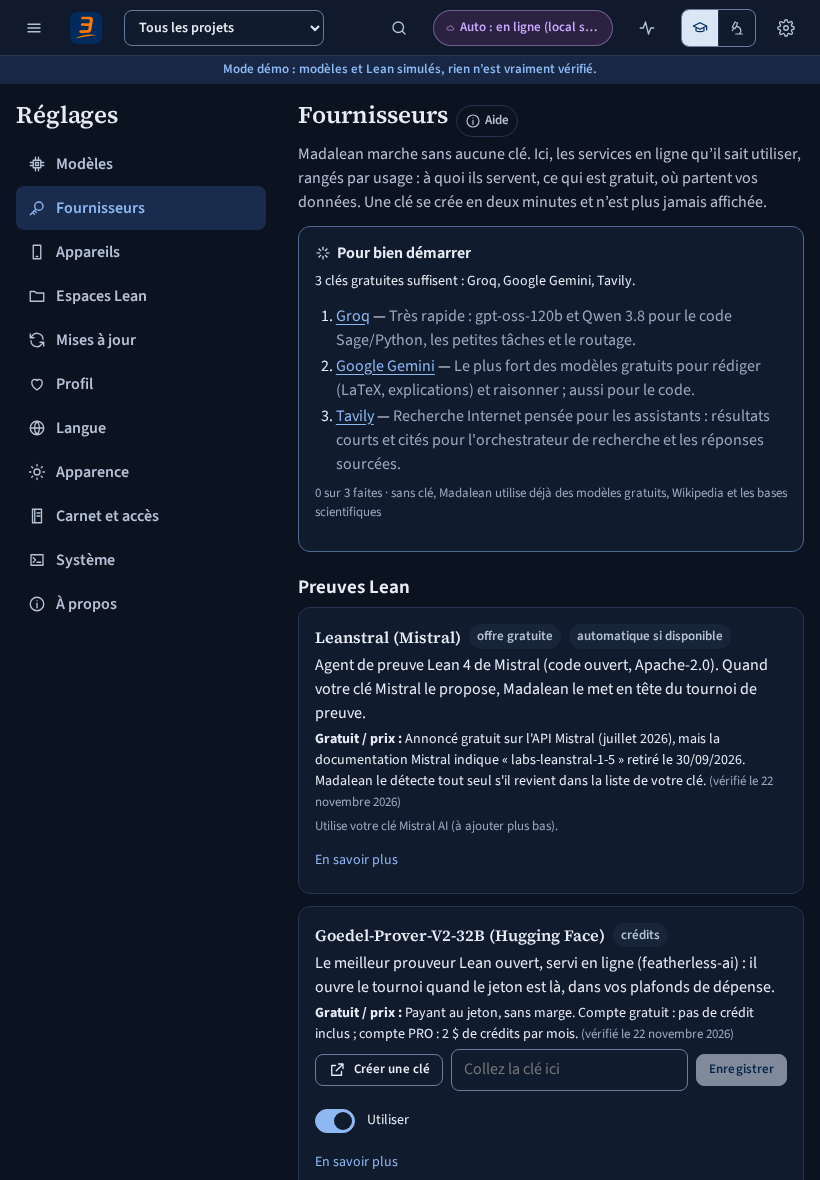 Tous les projets
Auto : en ligne (local s…
Mode démo : modèles et Lean simulés, rien n’est vraiment vérifié.
Réglages
Modèles
Fournisseurs
Appareils
Espaces Lean
Mises à jour
Profil
Langue
Apparence
Carnet et accès
Système
À propos
Fournisseurs
Aide
Madalean marche sans aucune clé. Ici, les services en ligne qu’il sait utiliser,
rangés par usage : à quoi ils servent, ce qui est gratuit, où partent vos
données. Une clé se crée en deux minutes et n’est plus jamais affichée.
Pour bien démarrer
3 clés gratuites suffisent : Groq, Google Gemini, Tavily.
1. Groq — Très rapide : gpt-oss-120b et Qwen 3.8 pour le code
Sage/Python, les petites tâches et le routage.
2. Google Gemini — Le plus fort des modèles gratuits pour rédiger
(LaTeX, explications) et raisonner ; aussi pour le code.
3. Tavily — Recherche Internet pensée pour les assistants : résultats
courts et cités pour l'orchestrateur de recherche et les réponses
sourcées.
0 sur 3 faites · sans clé, Madalean utilise déjà des modèles gratuits, Wikipedia et les bases
scientifiques
Preuves Lean
Leanstral (Mistral) offre gratuite automatique si disponible
Agent de preuve Lean 4 de Mistral (code ouvert, Apache-2.0). Quand
votre clé Mistral le propose, Madalean le met en tête du tournoi de
preuve.
Gratuit / prix : Annoncé gratuit sur l'API Mistral (juillet 2026), mais la
documentation Mistral indique « labs-leanstral-1-5 » retiré le 30/09/2026.
Madalean le détecte tout seul s'il revient dans la liste de votre clé. (vérifié le 22
novembre 2026)
Utilise votre clé Mistral AI (à ajouter plus bas).
En savoir plus
Goedel-Prover-V2-32B (Hugging Face) crédits
Le meilleur prouveur Lean ouvert, servi en ligne (featherless-ai) : il
ouvre le tournoi quand le jeton est là, dans vos plafonds de dépense.
Gratuit / prix : Payant au jeton, sans marge. Compte gratuit : pas de crédit
inclus ; compte PRO : 2 $ de crédits par mois. (vérifié le 22 novembre 2026)
Créer une clé
Collez la clé ici
Enregistrer
Utiliser
En savoir plus